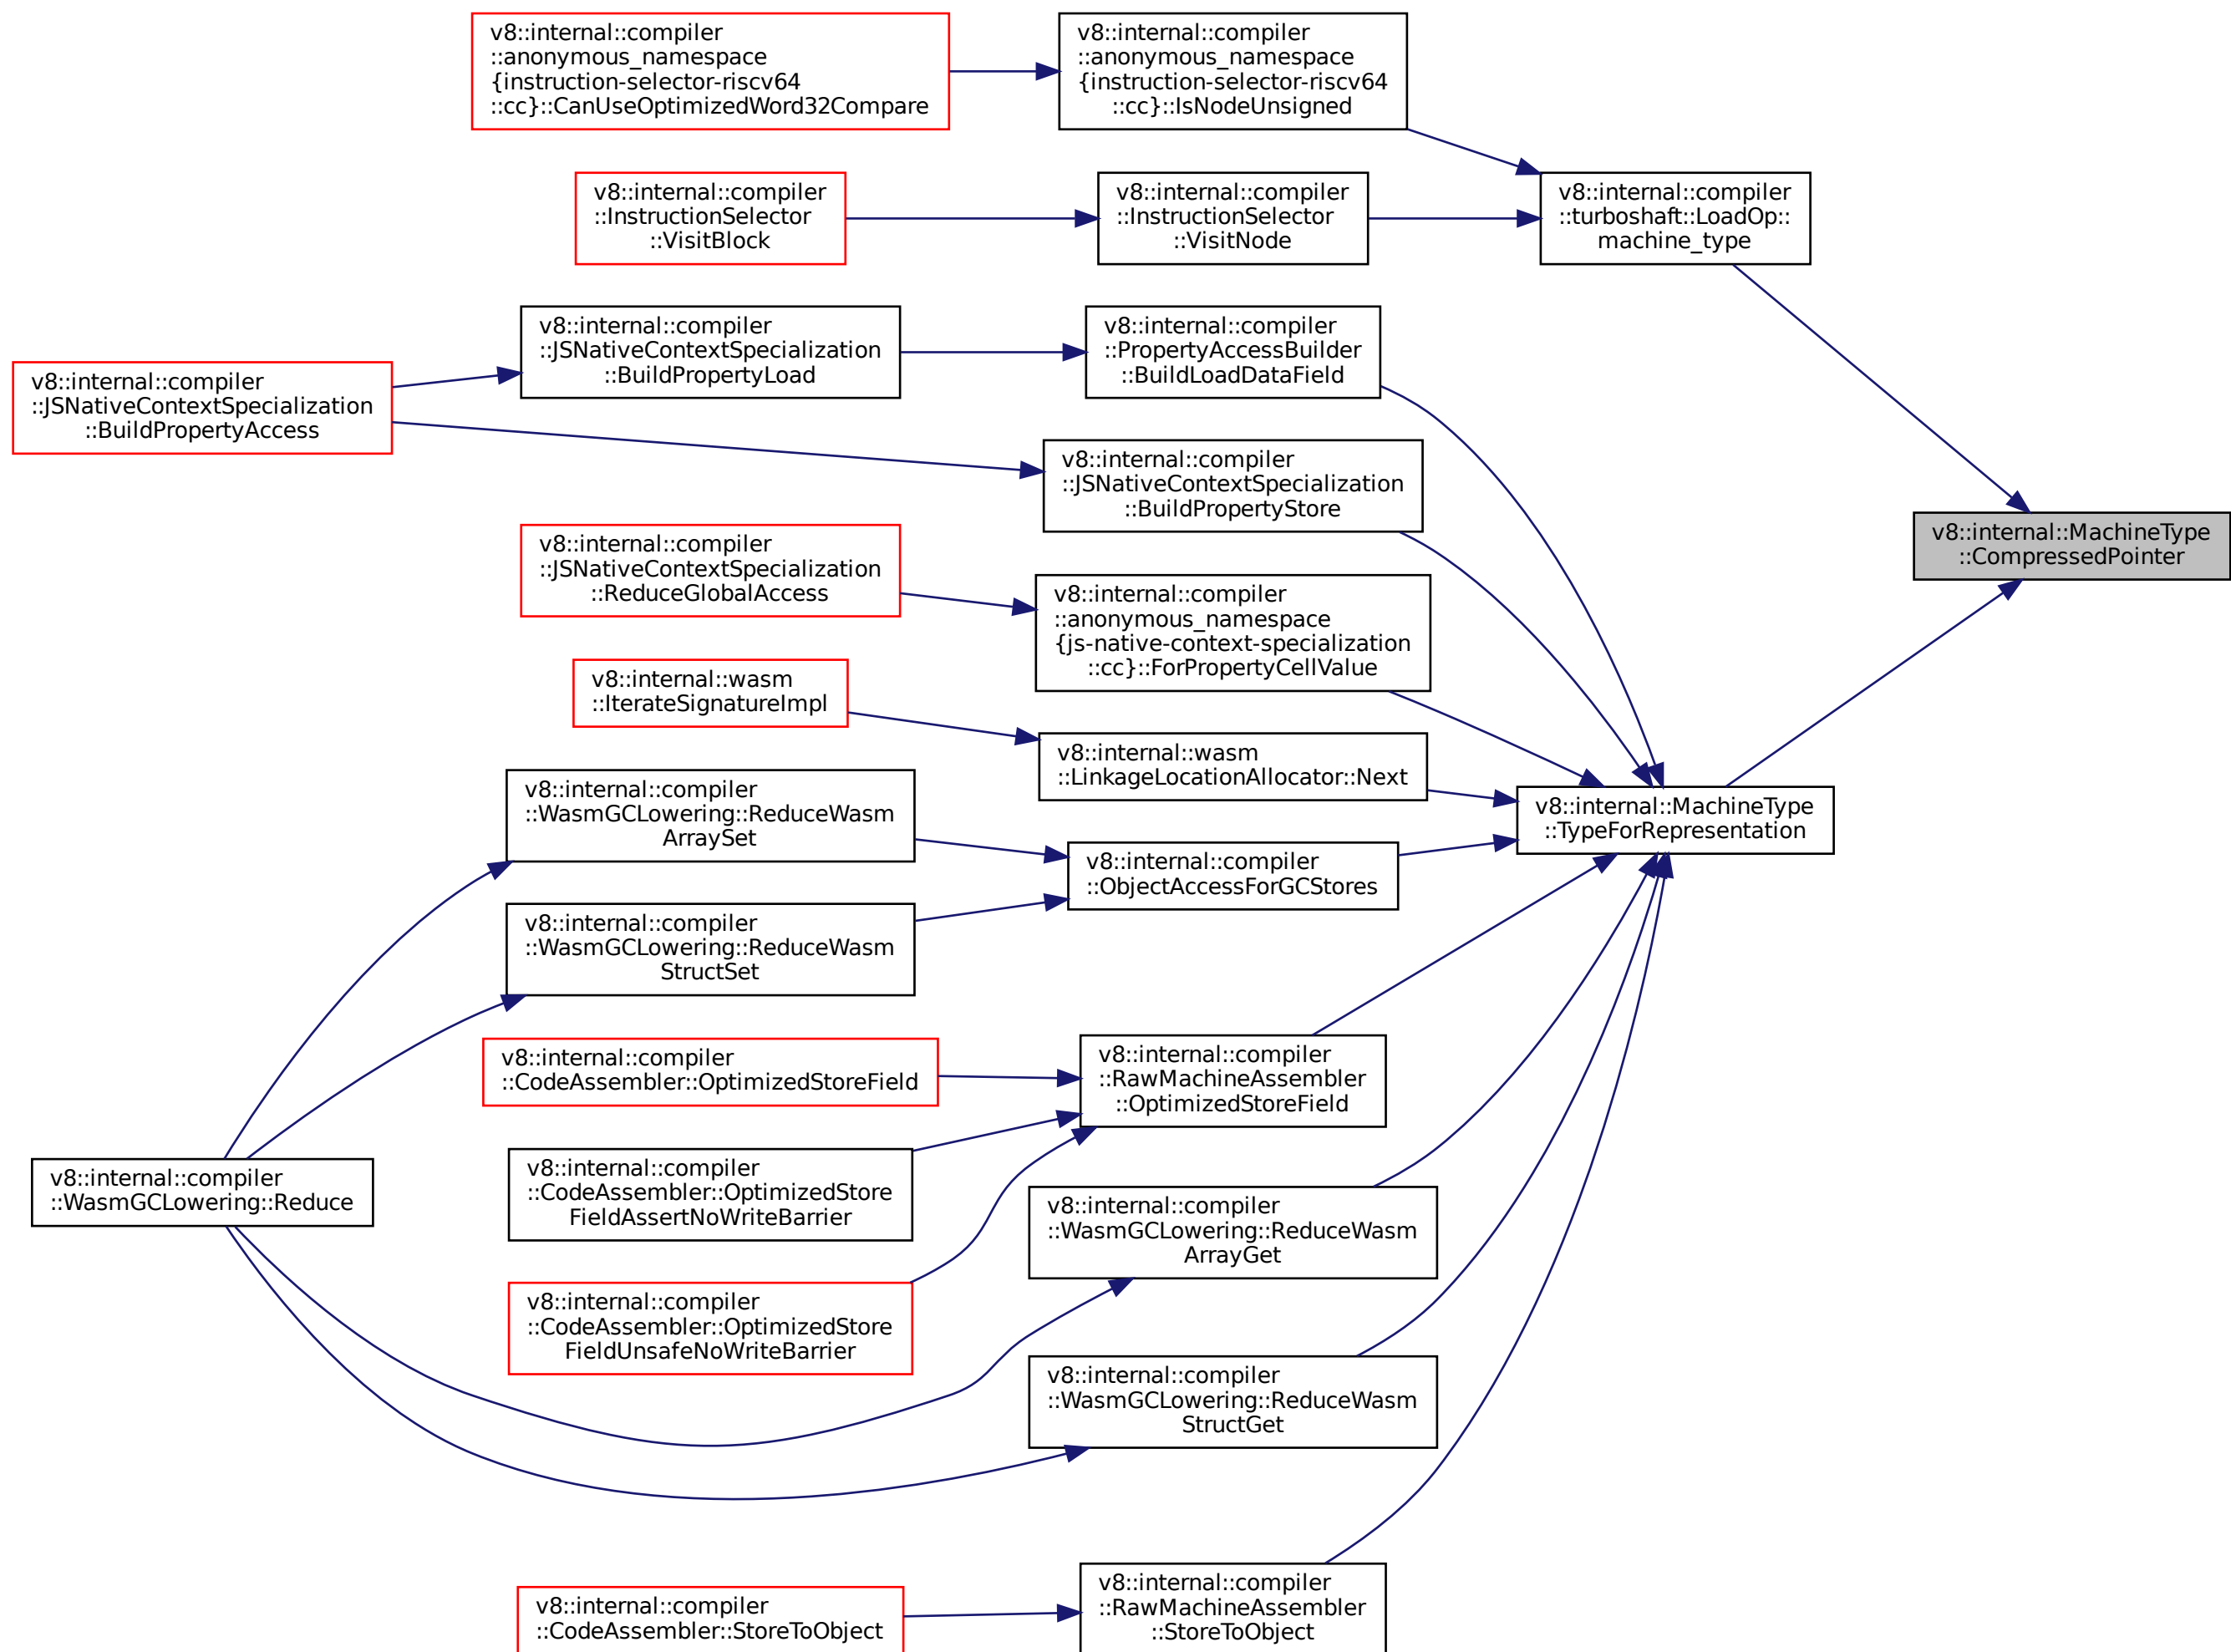 v8::internal::compiler
::anonymous_namespace
{instruction-selector-riscv64
::cc}::CanUseOptimizedWord32Compare
v8::internal::compiler
::anonymous_namespace
{instruction-selector-riscv64
::cc}::IsNodeUnsigned
v8::internal::compiler
::InstructionSelector
::VisitBlock
v8::internal::compiler
::InstructionSelector
::VisitNode
v8::internal::compiler
::turboshaft::LoadOp::
machine_type
v8::internal::compiler
::JSNativeContextSpecialization
::BuildPropertyAccess
v8::internal::compiler
::JSNativeContextSpecialization
::BuildPropertyLoad
v8::internal::compiler
::PropertyAccessBuilder
::BuildLoadDataField
v8::internal::compiler
::JSNativeContextSpecialization
::BuildPropertyStore
v8::internal::MachineType
::CompressedPointer
v8::internal::compiler
::JSNativeContextSpecialization
::ReduceGlobalAccess
v8::internal::compiler
::anonymous_namespace
{js-native-context-specialization
::cc}::ForPropertyCellValue
v8::internal::wasm
::IterateSignatureImpl
v8::internal::wasm
::LinkageLocationAllocator::Next
v8::internal::MachineType
::TypeForRepresentation
v8::internal::compiler
::WasmGCLowering::ReduceWasm
ArraySet
v8::internal::compiler
::ObjectAccessForGCStores
v8::internal::compiler
::WasmGCLowering::ReduceWasm
StructSet
v8::internal::compiler
::CodeAssembler::OptimizedStoreField
v8::internal::compiler
::RawMachineAssembler
::OptimizedStoreField
v8::internal::compiler
::WasmGCLowering::Reduce
v8::internal::compiler
::CodeAssembler::OptimizedStore
FieldAssertNoWriteBarrier
v8::internal::compiler
::WasmGCLowering::ReduceWasm
ArrayGet
v8::internal::compiler
::CodeAssembler::OptimizedStore
FieldUnsafeNoWriteBarrier
v8::internal::compiler
::WasmGCLowering::ReduceWasm
StructGet
v8::internal::compiler
::CodeAssembler::StoreToObject
v8::internal::compiler
::RawMachineAssembler
::StoreToObject